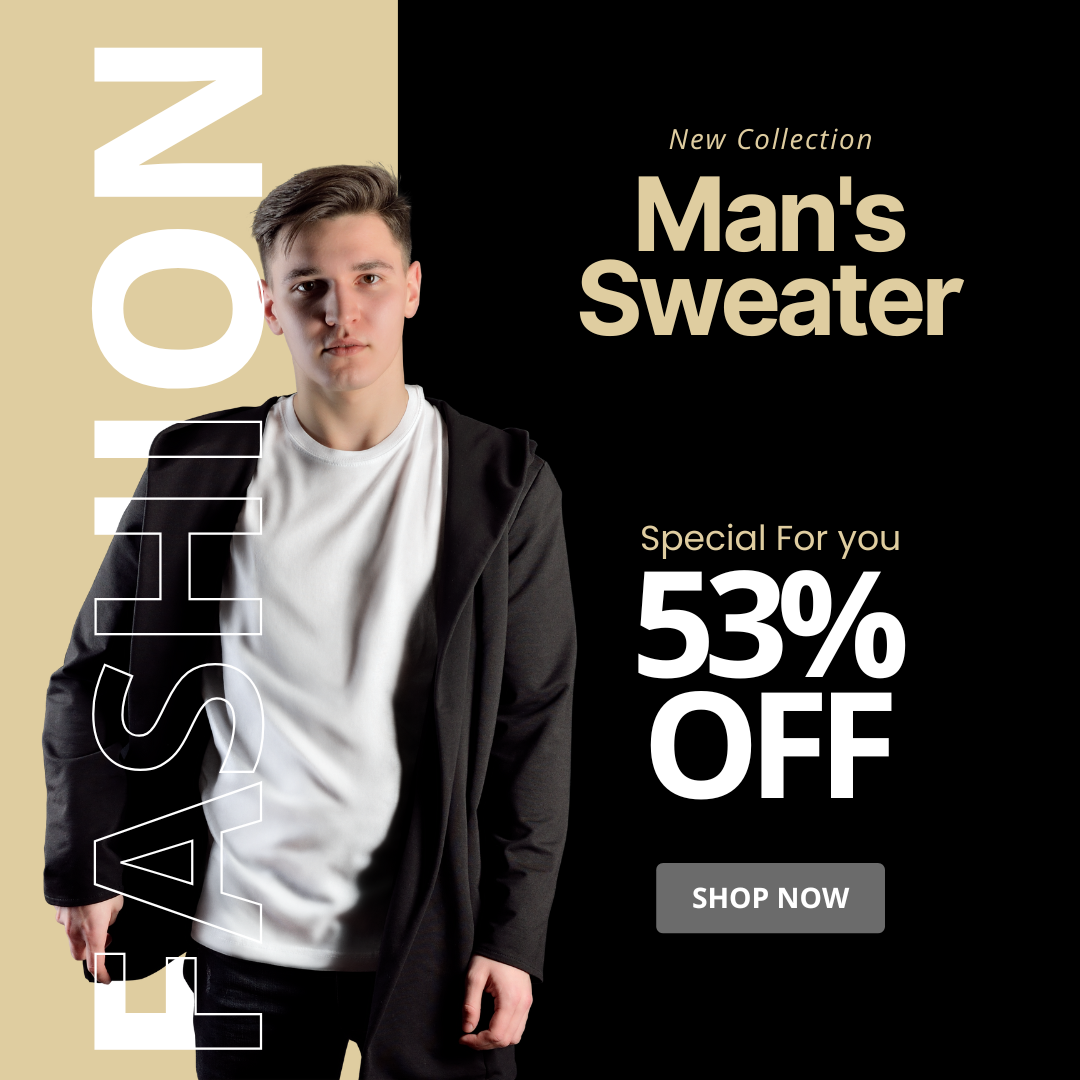 FASHION
New Collection
Man's
Sweater
Special For you
53%
OFF
SHOP NOW